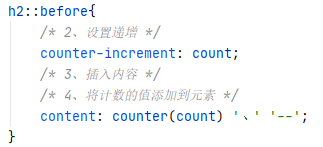 h2::before{
/* 2、设置递增 */
counter-increment: count;
/* 3、插入内容 */
/* 4、将计数的值添加到元素 */
content: counter(count) '、' '--';
}